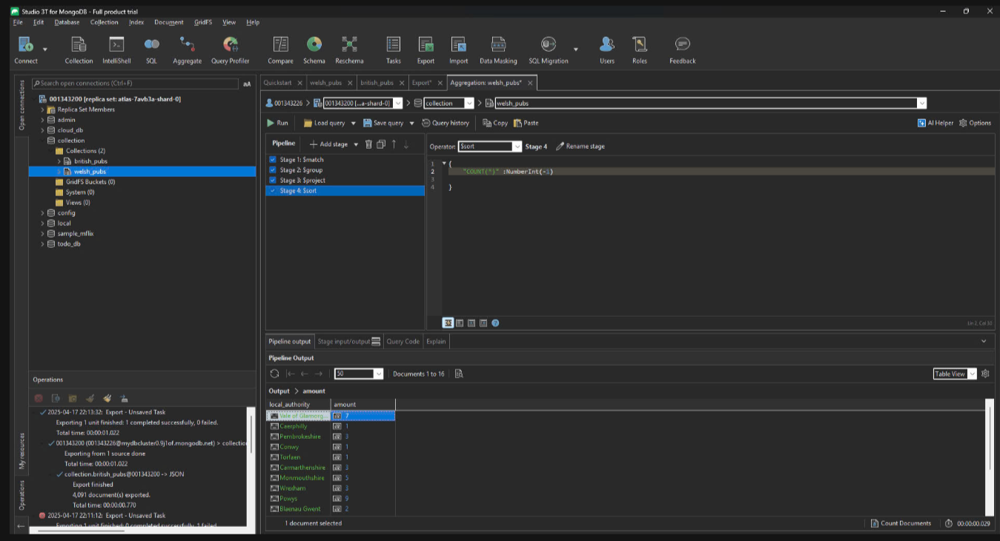 Studio 3T for MongoDB - Full product trial
File Edit Database Collection Index Document GridFS View Help
Connect Collection IntelliShell SQL Aggregate Query Profiler Compare Schema Reschema Tasks Export Import Data Masking SQL Migration Users Roles Feedback
Search open connections (Ctrl+F) aA
Open connections
001343200 [replica set: atlas-7avb3a-shard-0]
Replica Set Members
admin
cloud_db
collection
Collections (2)
british_pubs
welsh_pubs
GridFS Buckets (0)
System (0)
Views (0)
config
local
sample_mflix
todo_db
My resources
Operations
Operations
2025-04-17 22:13:32: Export - Unsaved Task
Exporting 1 unit finished: 1 completed successfully, 0 failed.
Total time: 00:00:01.022
001343200 (001343226@mydbcluster0.9j1of.mongodb.net) > collection
Exporting from 1 source done
Total time: 00:00:01.022
collection.british_pubs@001343200 -> JSON
Export finished
4,091 document(s) exported.
Total time: 00:00:00.770
2025-04-17 22:11:12: Export - Unsaved Task
Exporting 1 unit finished: 0 completed successfully, 1 failed.
Quickstart welsh_pubs british_pubs Export* Aggregation: welsh_pubs*
001343226 > 001343200 [...a-shard-0] > collection > welsh_pubs
Run Load query Save query Query history Copy Paste AI Helper Options
Pipeline Add stage
Stage 1: $match
Stage 2: $group
Stage 3: $project
Stage 4: $sort
Operator: $sort Stage 4 Rename stage
1 {
2 "COUNT(*)" :NumberInt(-1)
3
4 }
Ln 2, Col 30
Pipeline output Stage input/output Query Code Explain
Pipeline Output
50 Documents 1 to 16 Table View
Output > amount
local_authority amount
Vale of Glamorg... 7
Caerphilly 1
Pembrokeshire 3
Conwy 1
Torfaen 1
Carmarthenshire 3
Monmouthshire 5
Wrexham 3
Powys 9
Blaenau Gwent 2
1 document selected Count Documents 00:00:00.029